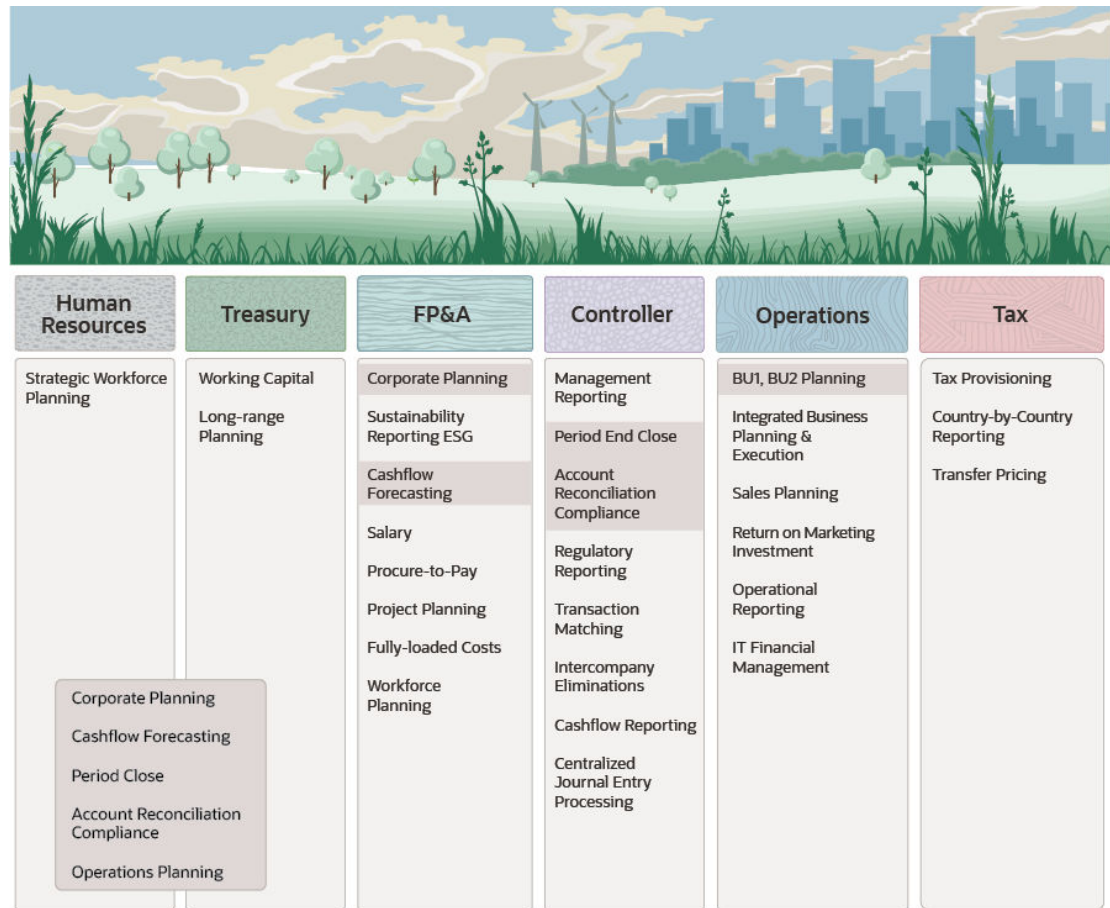 Human
Resources
Treasury
FP&A
Controller
Operations
Tax
Strategic Workforce
Planning
Working Capital
Long-range
Planning
Corporate Planning
Sustainability
Reporting ESG
Cashflow
Forecasting
Salary
Procure-to-Pay
Project Planning
Fully-loaded Costs
Workforce
Planning
Management
Reporting
Period End Close
Account
Reconciliation
Compliance
Regulatory
Reporting
Transaction
Matching
Intercompany
Eliminations
Cashflow Reporting
Centralized
Journal Entry
Processing
BU1, BU2 Planning
Integrated Business
Planning &
Execution
Sales Planning
Return on Marketing
Investment
Operational
Reporting
IT Financial
Management
Tax Provisioning
Country-by-Country
Reporting
Transfer Pricing
Corporate Planning
Cashflow Forecasting
Period Close
Account Reconciliation
Compliance
Operations Planning